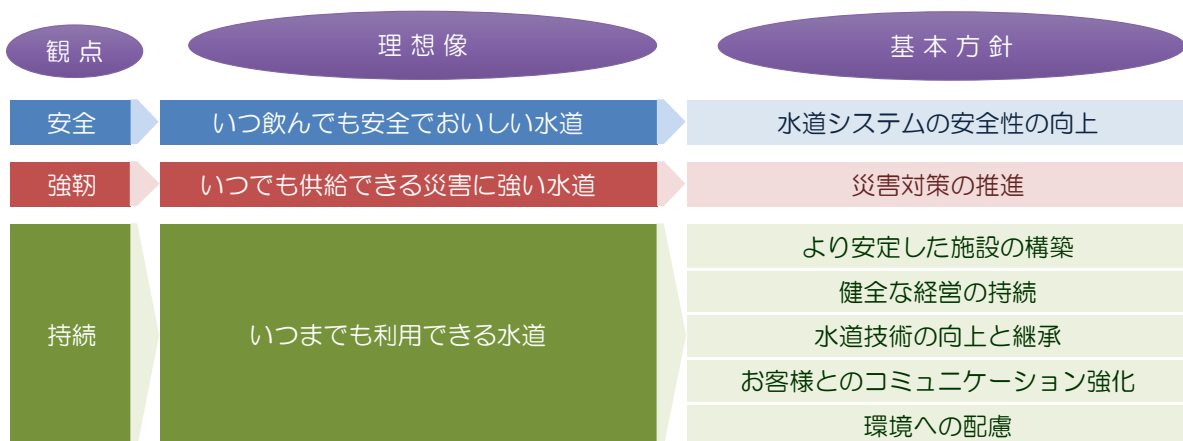 観点
理想像
基本方針
安全
いつ飲んでも安全でおいしい水道
水道システムの安全性の向上
強靭
いつでも供給できる災害に強い水道
災害対策の推進
持続
いつまでも利用できる水道
より安定した施設の構築
健全な経営の持続
水道技術の向上と継承
お客様とのコミュニケーション強化
環境への配慮